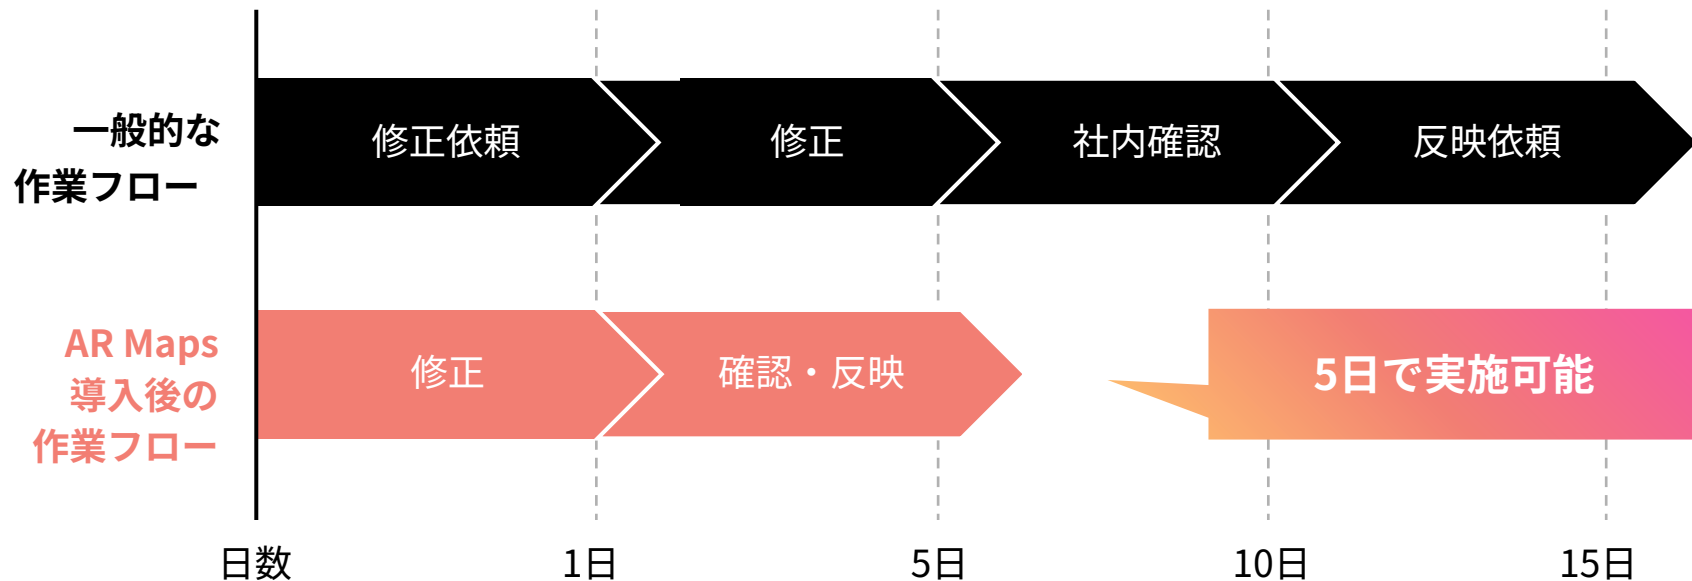 一般的な
作業フロー
修正依頼
修正
社内確認
反映依頼
AR Maps
導入後の
作業フロー
修正
確認・反映
5日で実施可能
日数
1日
5日
10日
15日